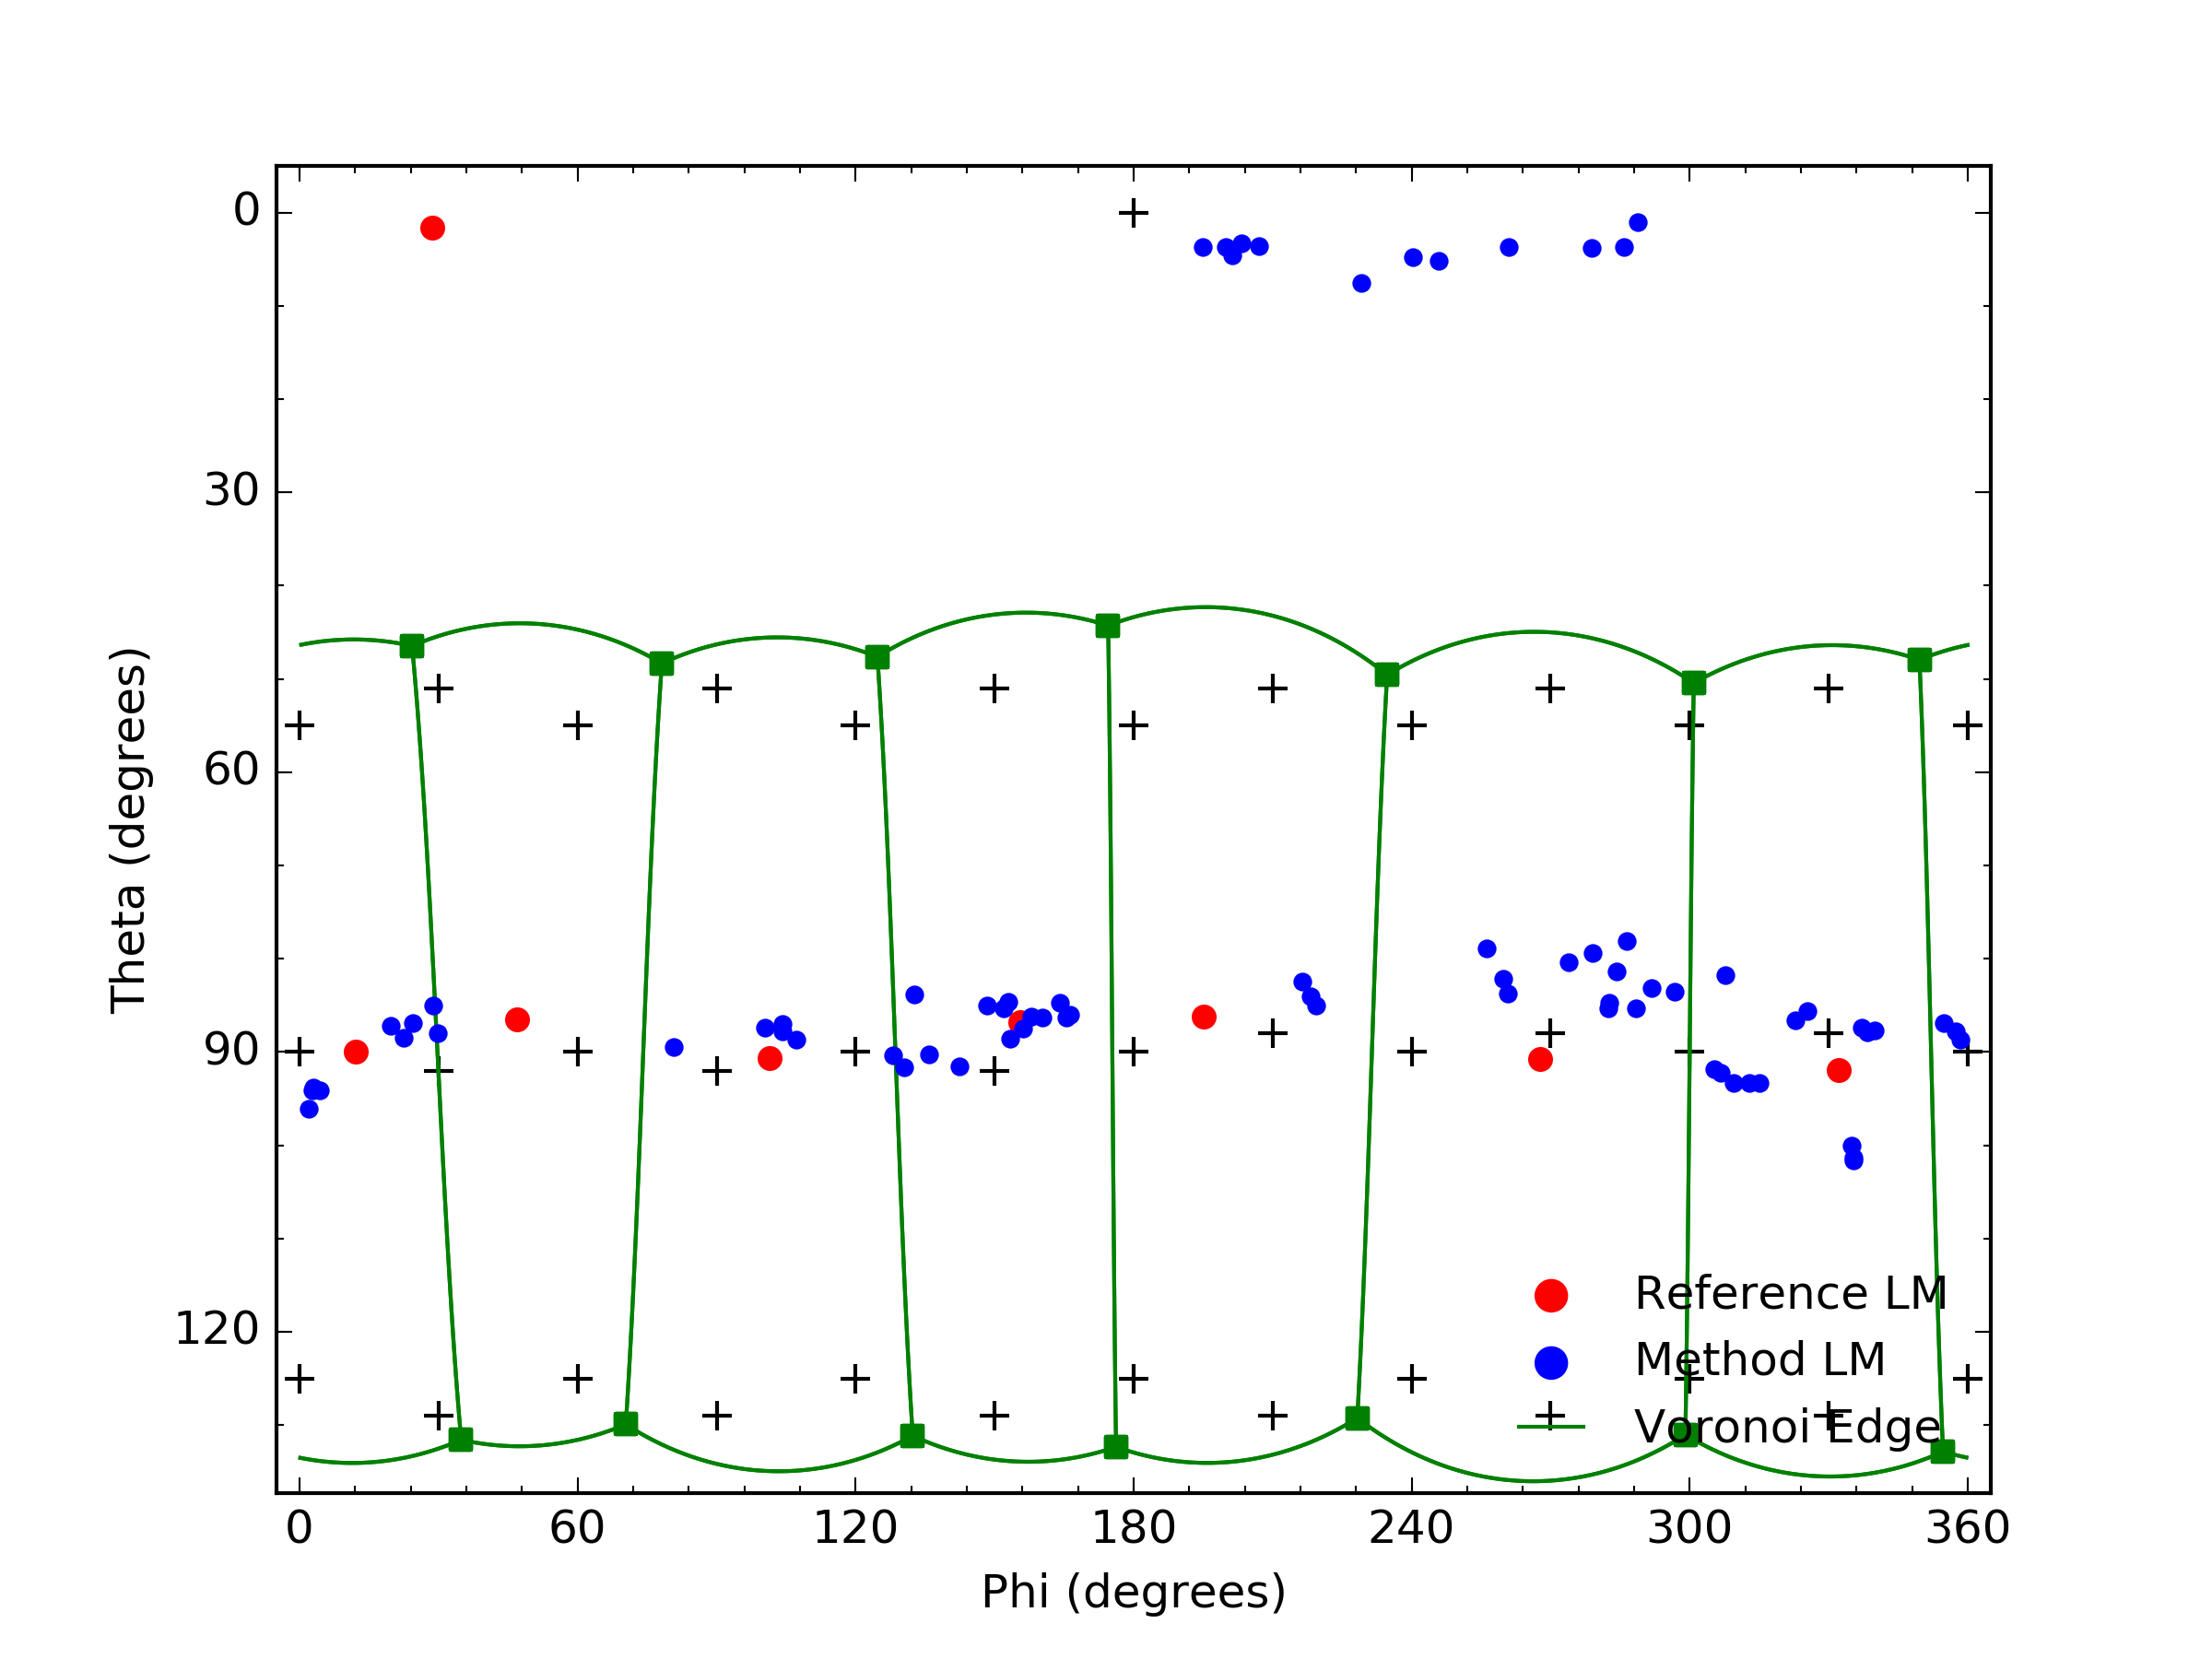 0
30
60
90
120
Theta (degrees)
Reference LM
Method LM
Voronoi Edge
0 60 120 180 240 300 360
Phi (degrees)